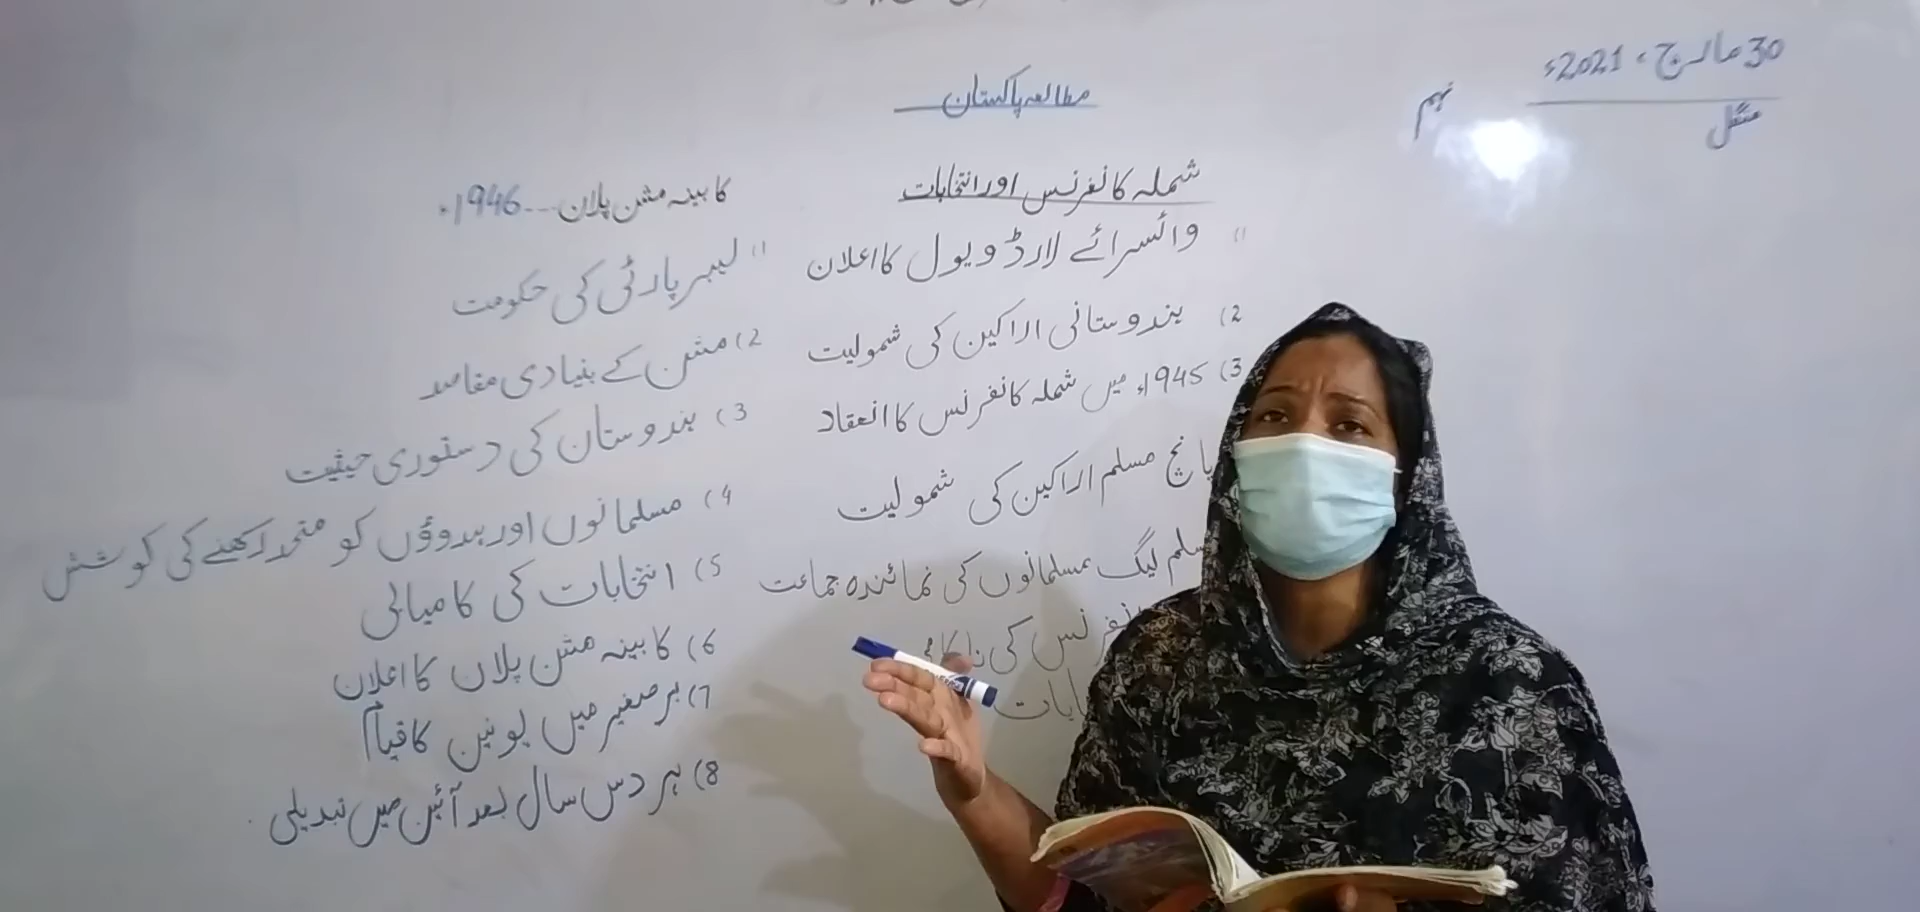 30 مارچ، 2021ء
منگل
نہم
مطالعہ پاکستان
شملہ کانفرنس اور انتخابات
1) وائسرائے لارڈ ویول کا اعلان
2) ہندوستانی اراکین کی شمولیت
3) 1945ء میں شملہ کانفرنس کا انعقاد
پانچ مسلم اراکین کی شمولیت
مسلم لیگ مسلمانوں کی نمائندہ جماعت
کی ناکامی
کابینہ مشن پلان --- 1946ء
1) لیبر پارٹی کی حکومت
2) مشن کے بنیادی مقاصد
3) ہندوستان کی دستوری حیثیت
4) مسلمانوں اور ہندوؤں کو متحد رکھنے کی کوشش
5) انتخابات کی کامیابی
6) کابینہ مشن پلان کا اعلان
7) برصغیر میں یونین کا قیام
8) ہر دس سال بعد آئین میں تبدیلی